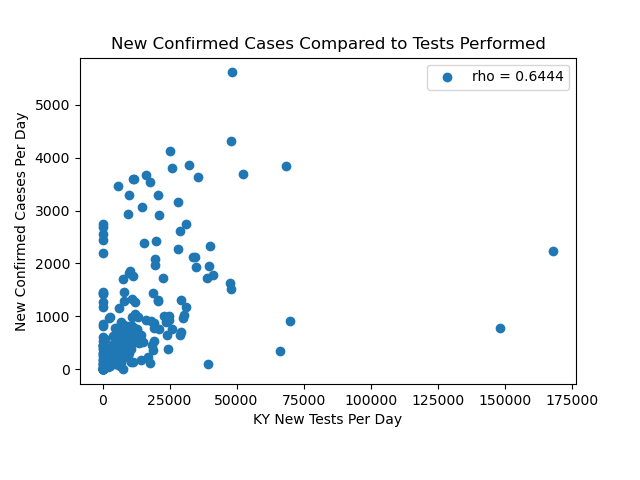 New Confirmed Cases Compared to Tests Performed
rho = 0.6444
New Confirmed Caeses Per Day
5000
4000
3000
2000
1000
0
0 25000 50000 75000 100000 125000 150000 175000
KY New Tests Per Day